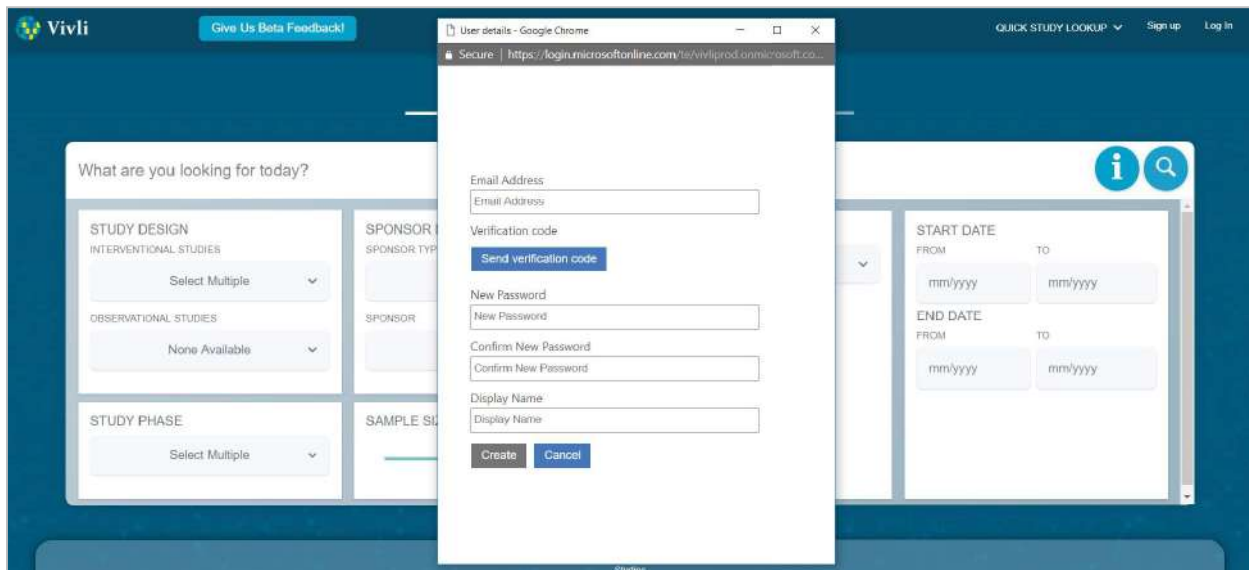 Vivli
Give Us Beta Feedback!
QUICK STUDY LOOKUP
Sign up
Log In
User details - Google Chrome
Secure | https://login.microsoftonline.com/te/vivliprod.onmicrosoft.co...
What are you looking for today?
i
STUDY DESIGN
INTERVENTIONAL STUDIES
Select Multiple
OBSERVATIONAL STUDIES
None Available
STUDY PHASE
Select Multiple
SPONSOR
SPONSOR TYP
SPONSOR
SAMPLE
Email Address
Email Address
Verification code
Send verification code
New Password
New Password
Confirm New Password
Confirm New Password
Display Name
Display Name
Create
Cancel
START DATE
FROM TO
mm/yyyy mm/yyyy
END DATE
FROM TO
mm/yyyy mm/yyyy
Studies